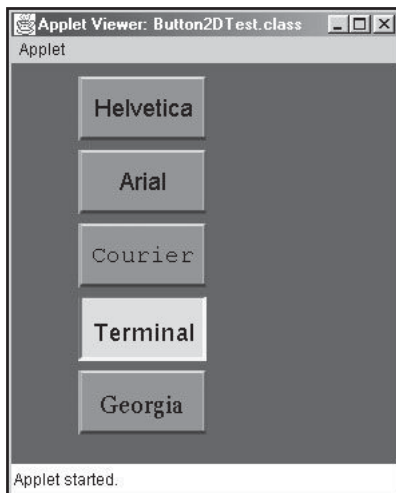 Applet Viewer: Button2DTest.class
Applet
Helvetica
Arial
Courier
Terminal
Georgia
Applet started.